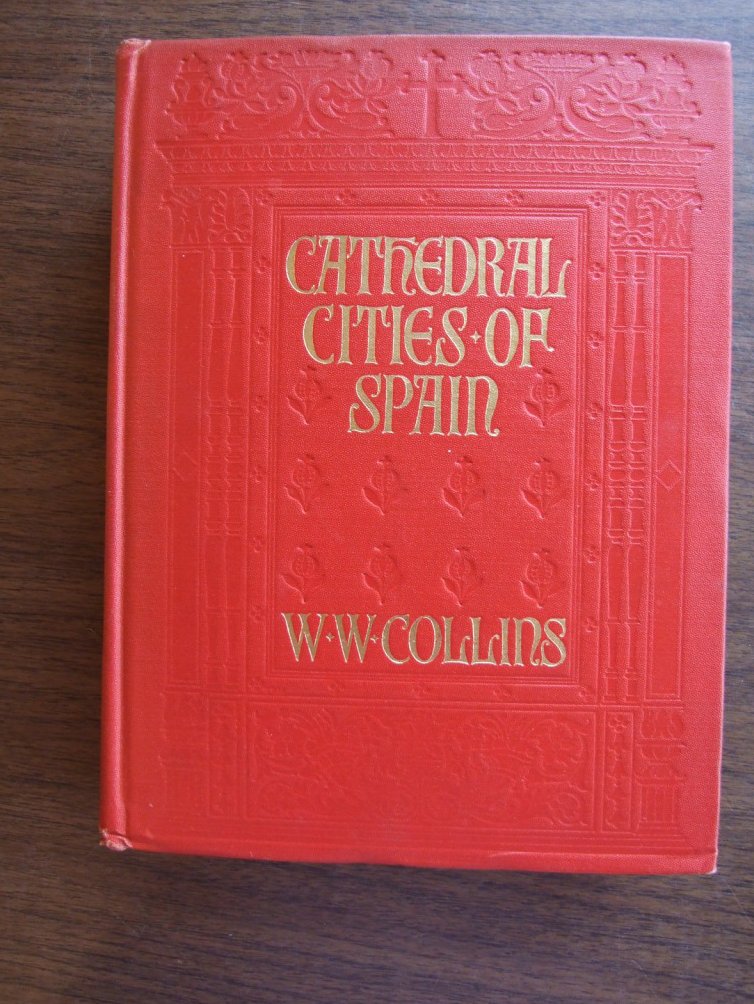 CATHEDRAL
CITIES·OF
SPAIN
W·W·COLLINS